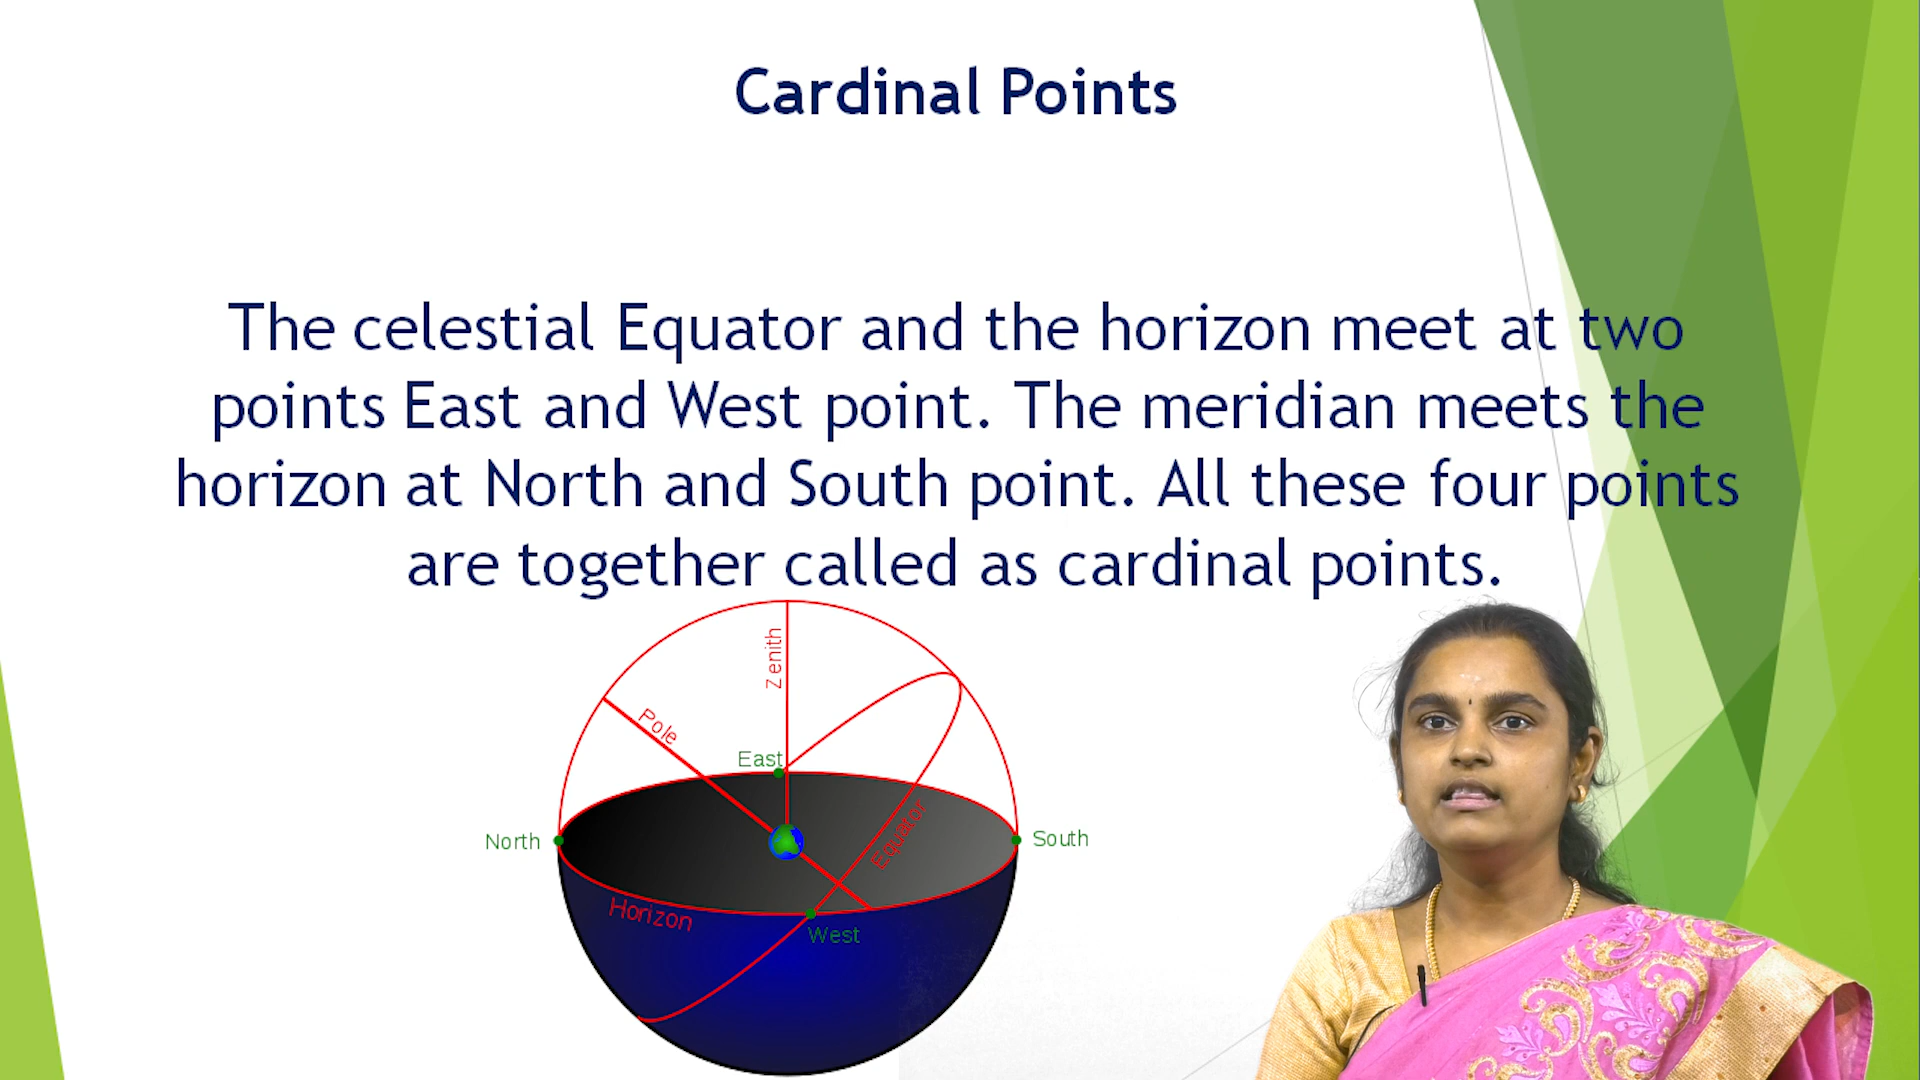 Cardinal Points
The celestial Equator and the horizon meet at two
points East and West point. The meridian meets the
horizon at North and South point. All these four points
are together called as cardinal points.
Zenith
Pole
East
Equator
North
South
Horizon
West